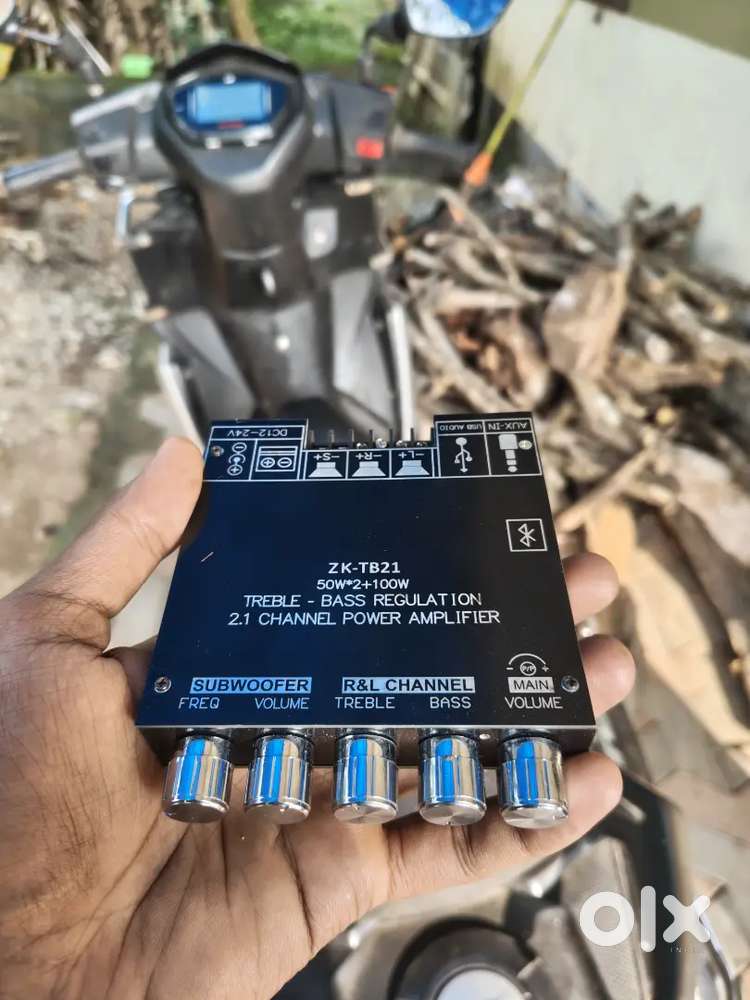 DC12-24V
-S+
-R+
-L+
USB AUDIO
AUX-IN
ZK-TB21
50W*2+100W
TREBLE - BASS REGULATION
2.1 CHANNEL POWER AMPLIFIER
SUBWOOFER
R&L CHANNEL
- P/P +
MAIN
FREQ VOLUME TREBLE BASS VOLUME
olx